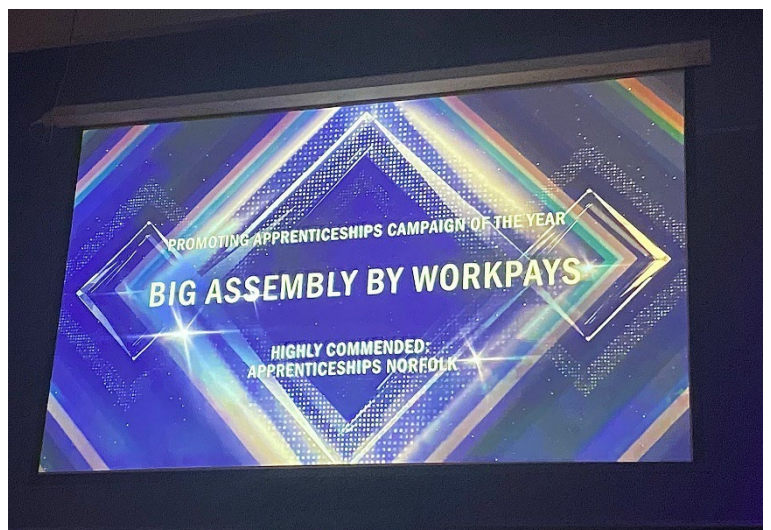 PROMOTING APPRENTICESHIPS CAMPAIGN OF THE YEAR
BIG ASSEMBLY BY WORKPAYS
HIGHLY COMMENDED:
APPRENTICESHIPS NORFOLK